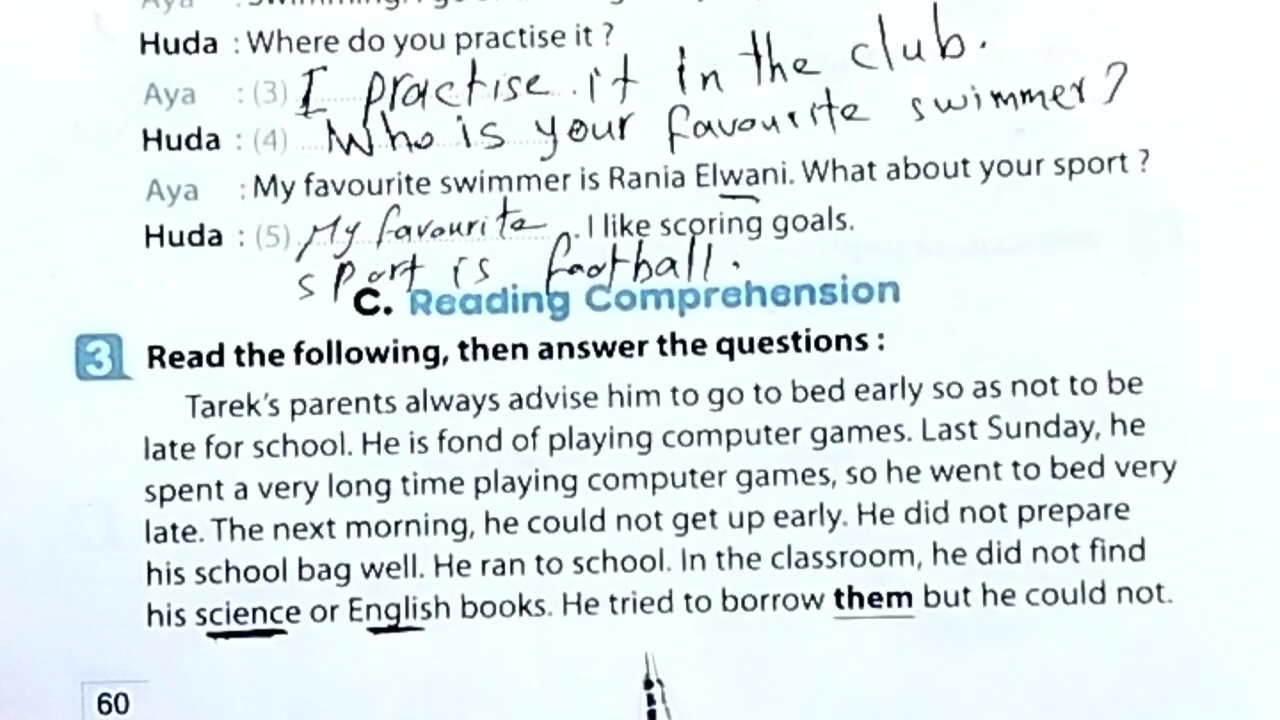 Huda : Where do you practise it ?
Aya : (3) I practise it in the club.
Huda : (4) Who is your favourite swimmer?
Aya : My favourite swimmer is Rania Elwani. What about your sport ?
Huda : (5) My favourite . I like scoring goals.
sport is football.
C. Reading Comprehension
3 Read the following, then answer the questions :
Tarek's parents always advise him to go to bed early so as not to be
late for school. He is fond of playing computer games. Last Sunday, he
spent a very long time playing computer games, so he went to bed very
late. The next morning, he could not get up early. He did not prepare
his school bag well. He ran to school. In the classroom, he did not find
his science or English books. He tried to borrow them but he could not.
60